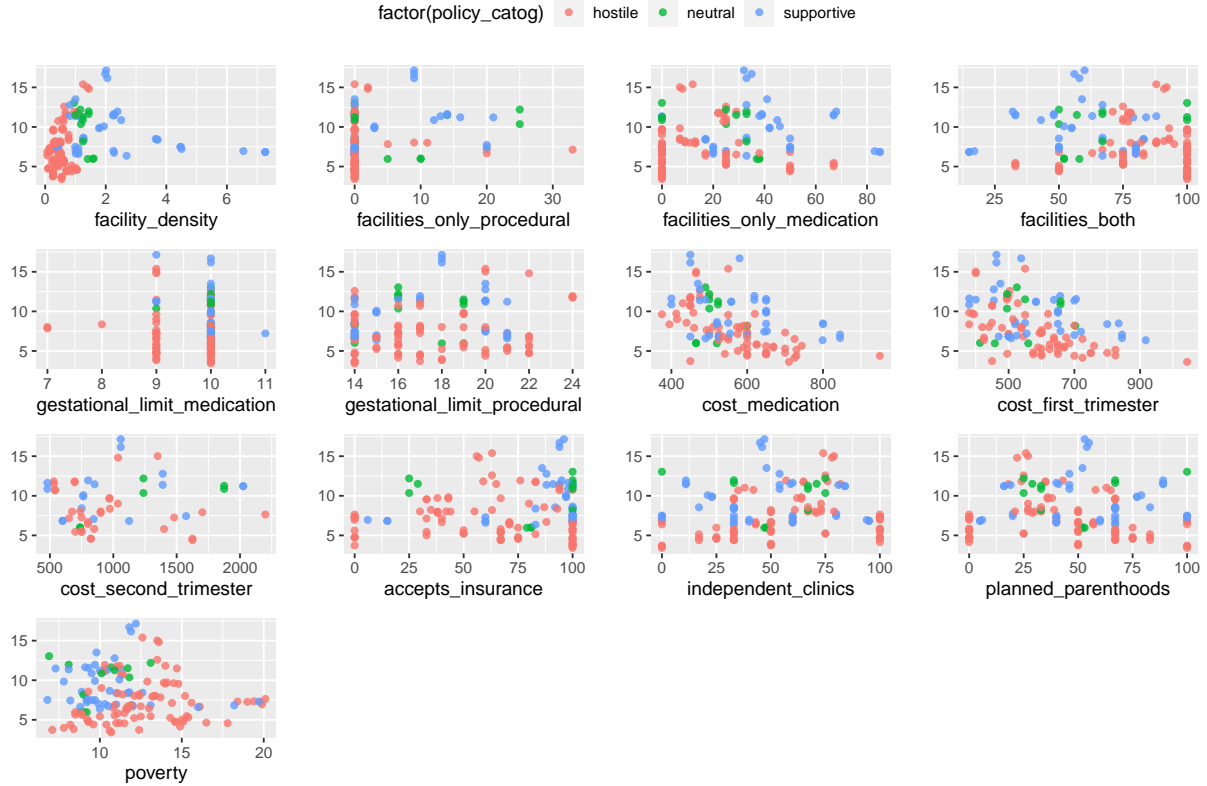 factor(policy_catog) hostile neutral supportive
15
10
5
0 2 4 6
facility_density
15
10
5
0 10 20 30
facilities_only_procedural
15
10
5
0 20 40 60 80
facilities_only_medication
15
10
5
25 50 75 100
facilities_both
15
10
5
7 8 9 10 11
gestational_limit_medication
15
10
5
14 16 18 20 22 24
gestational_limit_procedural
15
10
5
400 600 800
cost_medication
15
10
5
500 700 900
cost_first_trimester
15
10
5
500 1000 1500 2000
cost_second_trimester
15
10
5
0 25 50 75 100
accepts_insurance
15
10
5
0 25 50 75 100
independent_clinics
15
10
5
0 25 50 75 100
planned_parenthoods
15
10
5
10 15 20
poverty